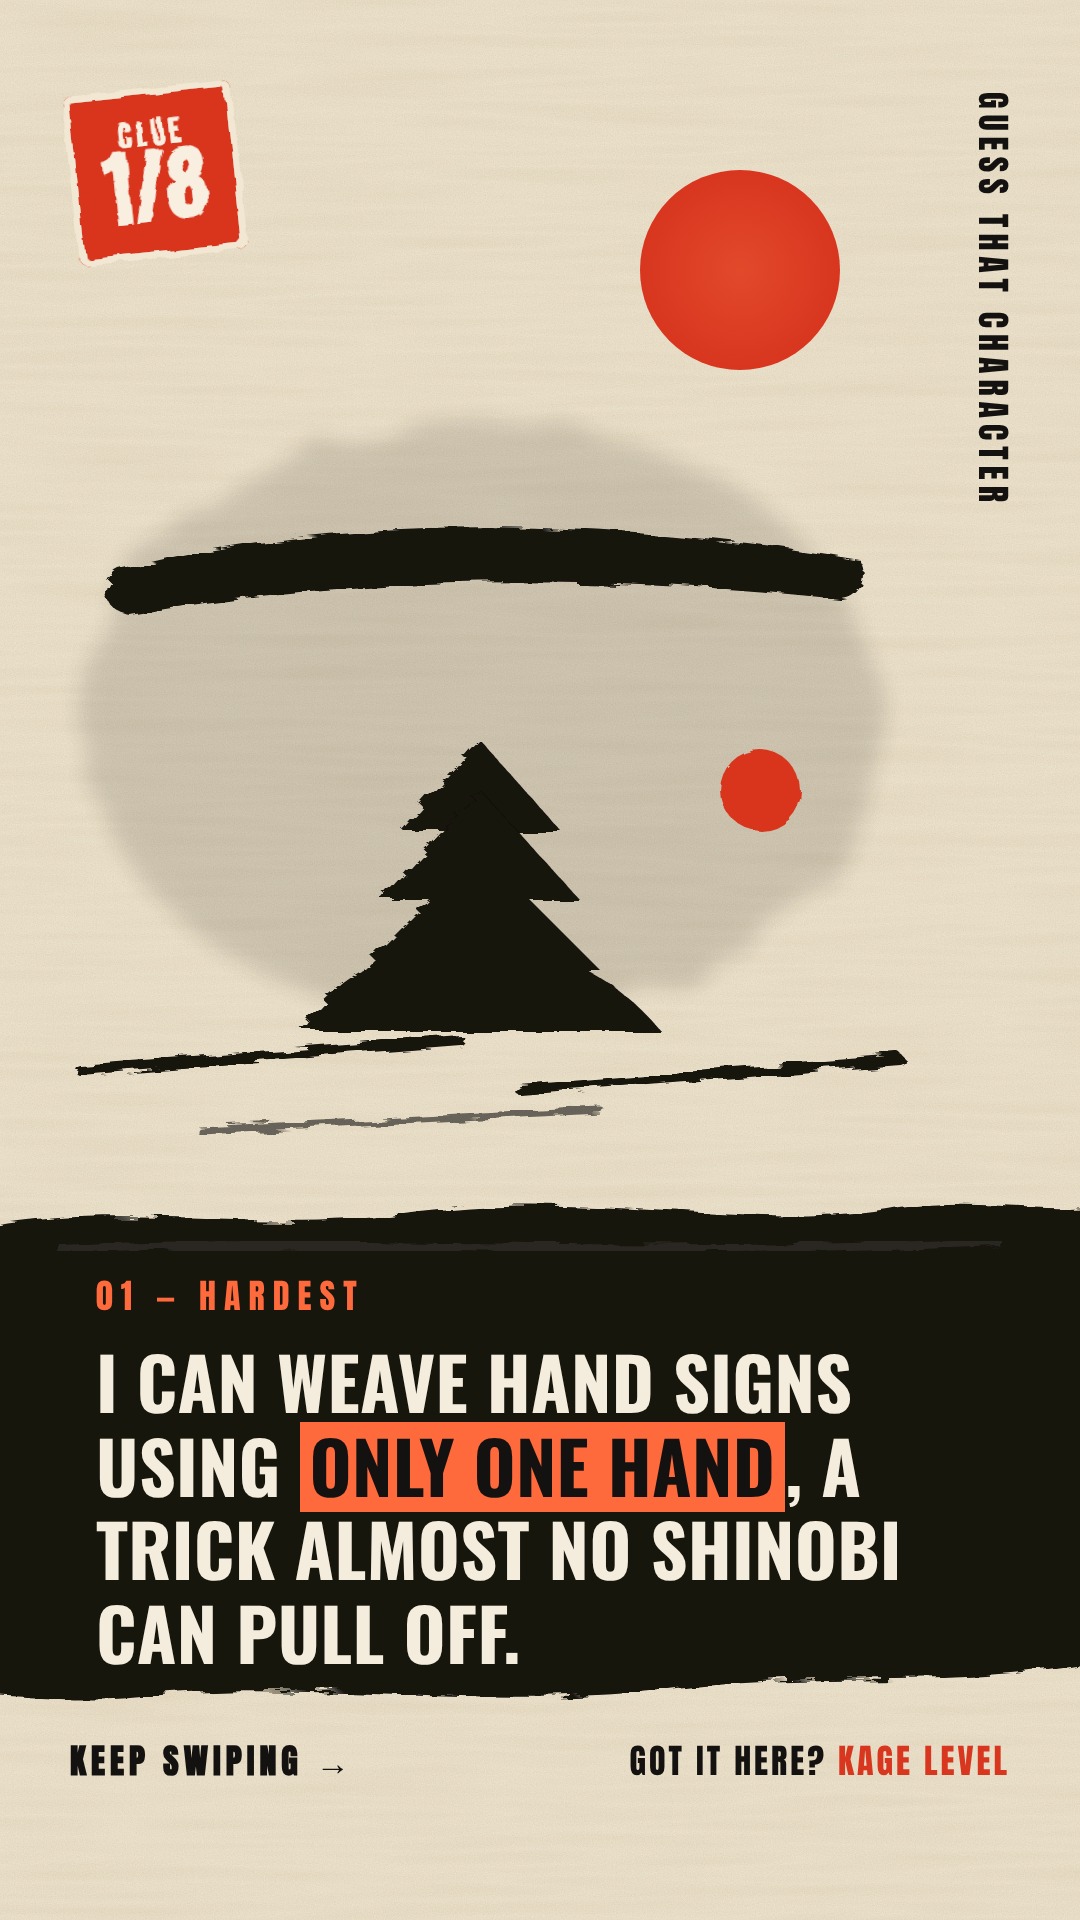 CLUE
1/8
GUESS THAT CHARACTER
01 – HARDEST
I CAN WEAVE HAND SIGNS
USING ONLY ONE HAND, A
TRICK ALMOST NO SHINOBI
CAN PULL OFF.
KEEP SWIPING →
GOT IT HERE? KAGE LEVEL